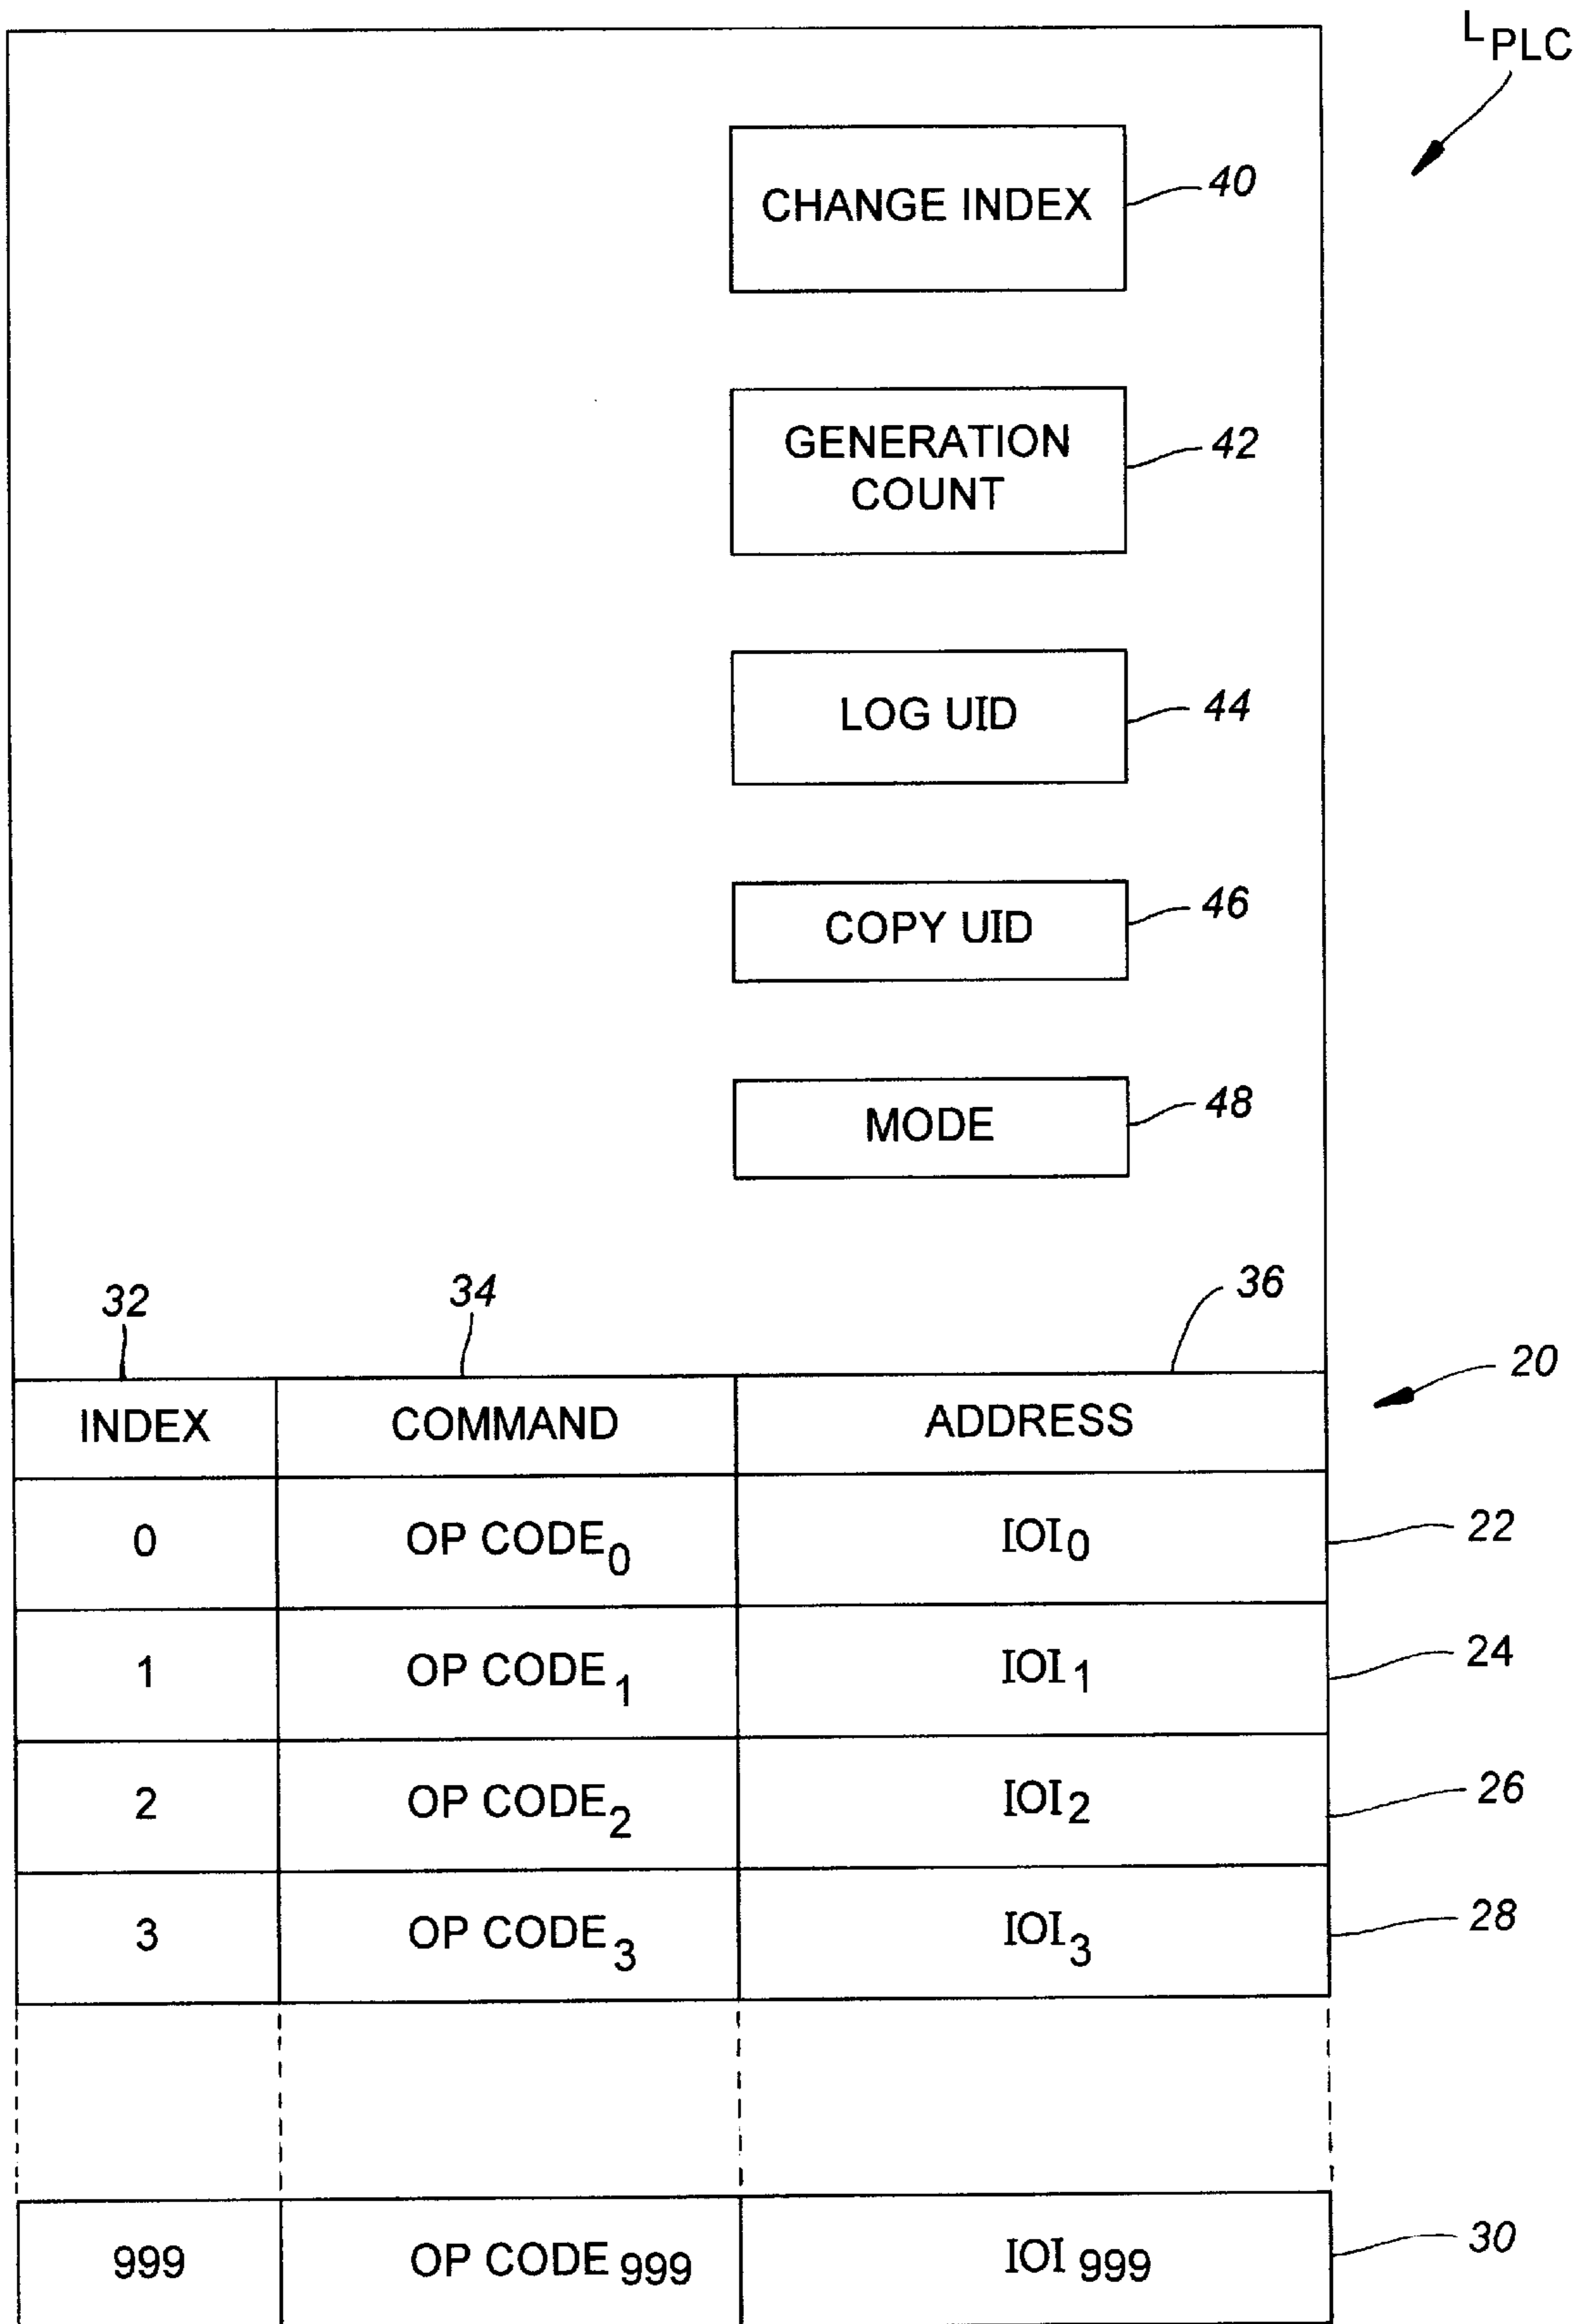 L PLC
CHANGE INDEX 40
GENERATION
COUNT 42
LOG UID 44
COPY UID 46
MODE 48
32 34 36
20
INDEX COMMAND ADDRESS
0 OP CODE0 IOI0 22
1 OP CODE1 IOI1 24
2 OP CODE2 IOI2 26
3 OP CODE3 IOI3 28
999 OP CODE999 IOI999 30